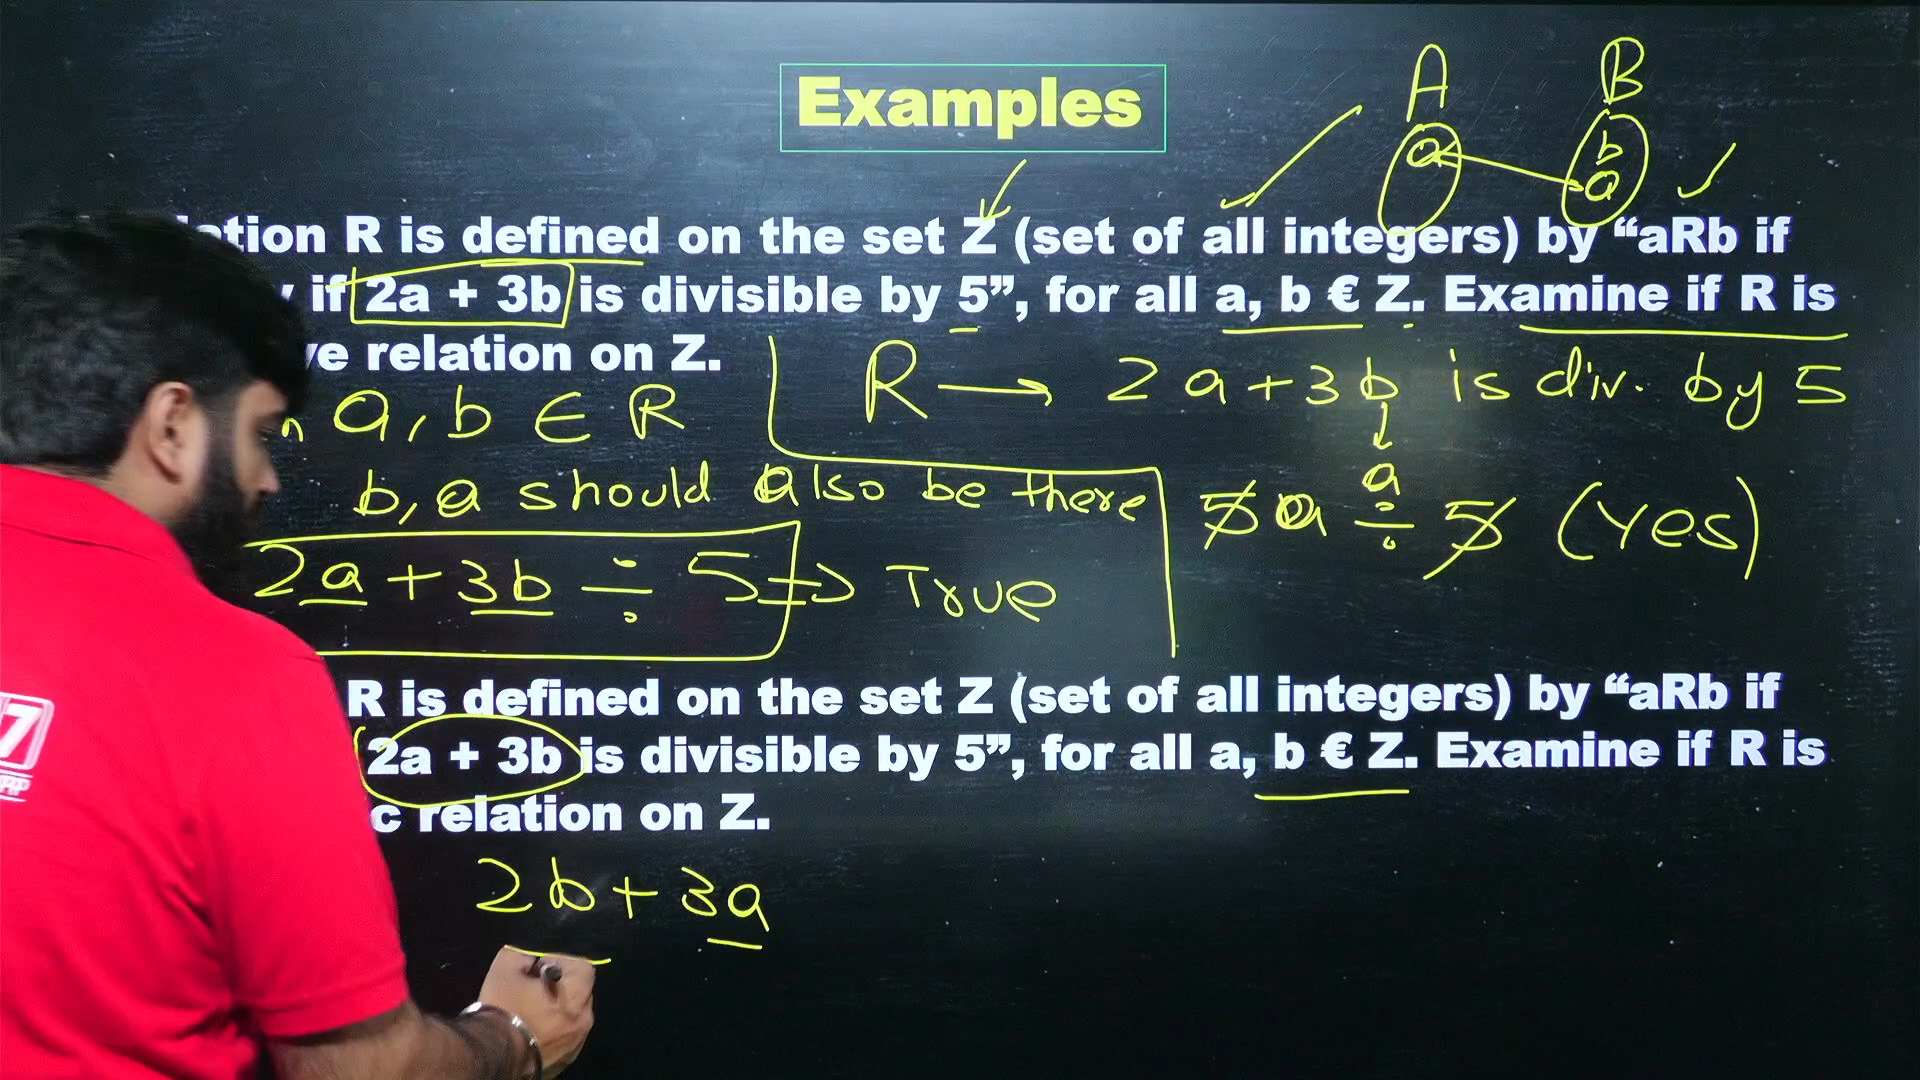 Examples
A B
a b
a
R is defined on the set Z (set of all integers) by “aRb if
if 2a + 3b is divisible by 5”, for all a, b € Z. Examine if R is
relation on Z.
R → 2a+3b is div. by 5
a, b ∈ R
a
b, a should also be there
5a ÷ 5 (Yes)
2a + 3b ÷ 5 => True
R is defined on the set Z (set of all integers) by “aRb if
2a + 3b is divisible by 5”, for all a, b € Z. Examine if R is
relation on Z.
2b + 3a
7